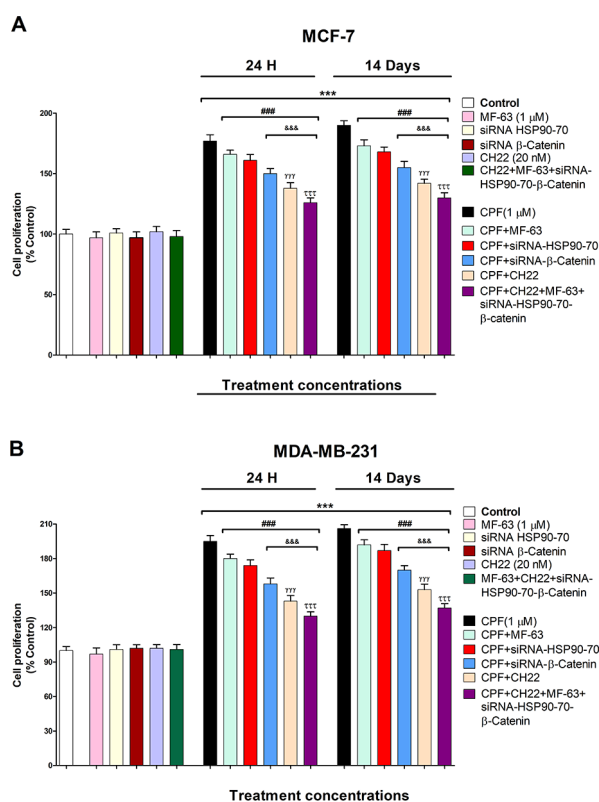 A
MCF-7
24 H
14 Days
***
###
###
&&&
&&&
γγγ
γγγ
τττ
τττ
200
150
100
50
0
Cell proliferation
(% Control)
Treatment concentrations
Control
MF-63 (1 μM)
siRNA HSP90-70
siRNA β-Catenin
CH22 (20 nM)
CH22+MF-63+siRNA-
HSP90-70-β-Catenin
CPF(1 μM)
CPF+MF-63
CPF+siRNA-HSP90-70
CPF+siRNA-β-Catenin
CPF+CH22
CPF+CH22+MF-63+
siRNA-HSP90-70-
β-catenin
B
MDA-MB-231
24 H
14 Days
***
###
###
&&&
&&&
γγγ
γγγ
τττ
τττ
210
180
150
120
90
60
30
0
Cell proliferation
(% Control)
Treatment concentrations
Control
MF-63 (1 μM)
siRNA HSP90-70
siRNA β-Catenin
CH22 (20 nM)
MF-63+CH22+siRNA-
HSP90-70-β-Catenin
CPF(1 μM)
CPF+MF-63
CPF+siRNA-HSP90-70
CPF+siRNA-β-Catenin
CPF+CH22
CPF+CH22+MF-63+
siRNA-HSP90-70-
β-Catenin